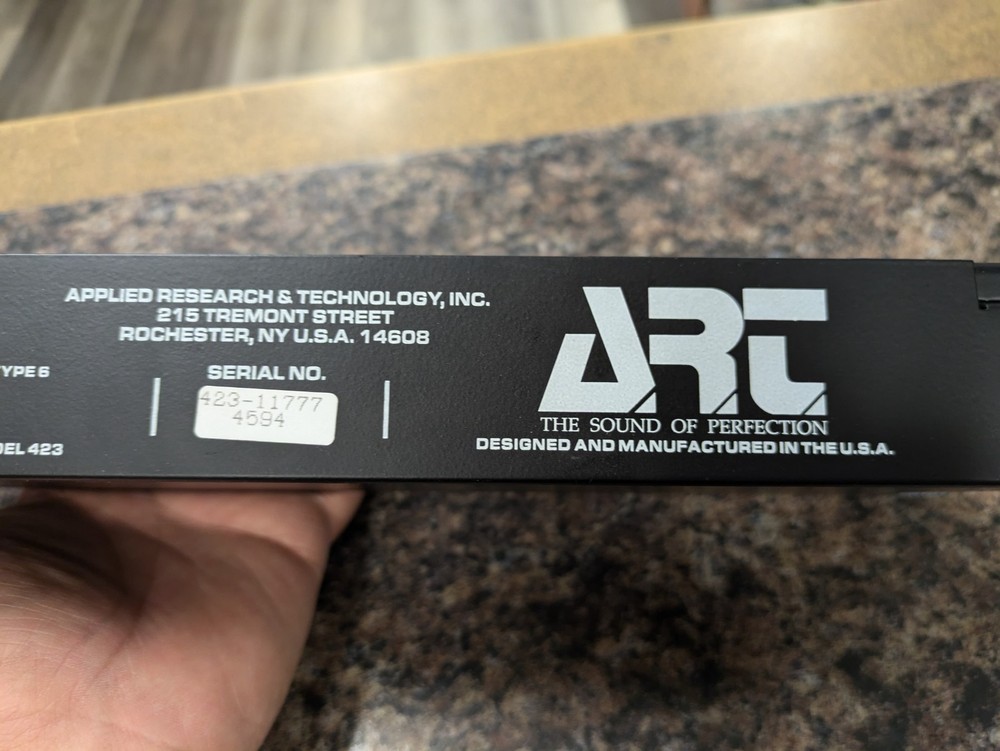 APPLIED RESEARCH & TECHNOLOGY, INC.
215 TREMONT STREET
ROCHESTER, NY U.S.A. 14608
YPE 6
SERIAL NO.
423-11777
4594
DEL 423
ART
THE SOUND OF PERFECTION
DESIGNED AND MANUFACTURED IN THE U.S.A.